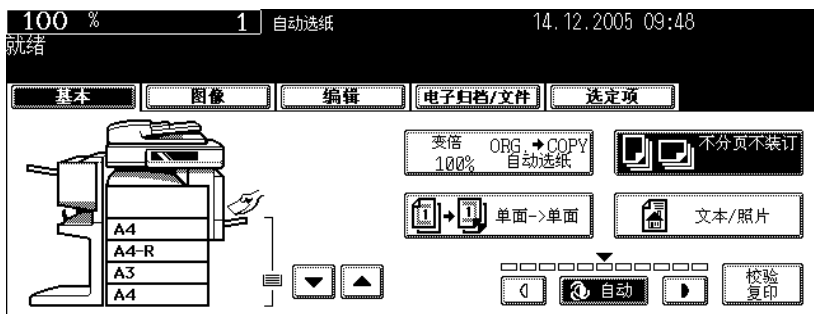 100 % 1 自动选纸 14.12.2005 09:48
就绪
基本 图像 编辑 电子归档/文件 选定项
变倍 ORG.→COPY
100% 自动选纸
不分页不装订
1→1 单面->单面
文本/照片
A4
A4-R
A3
A4
自动
校验
复印